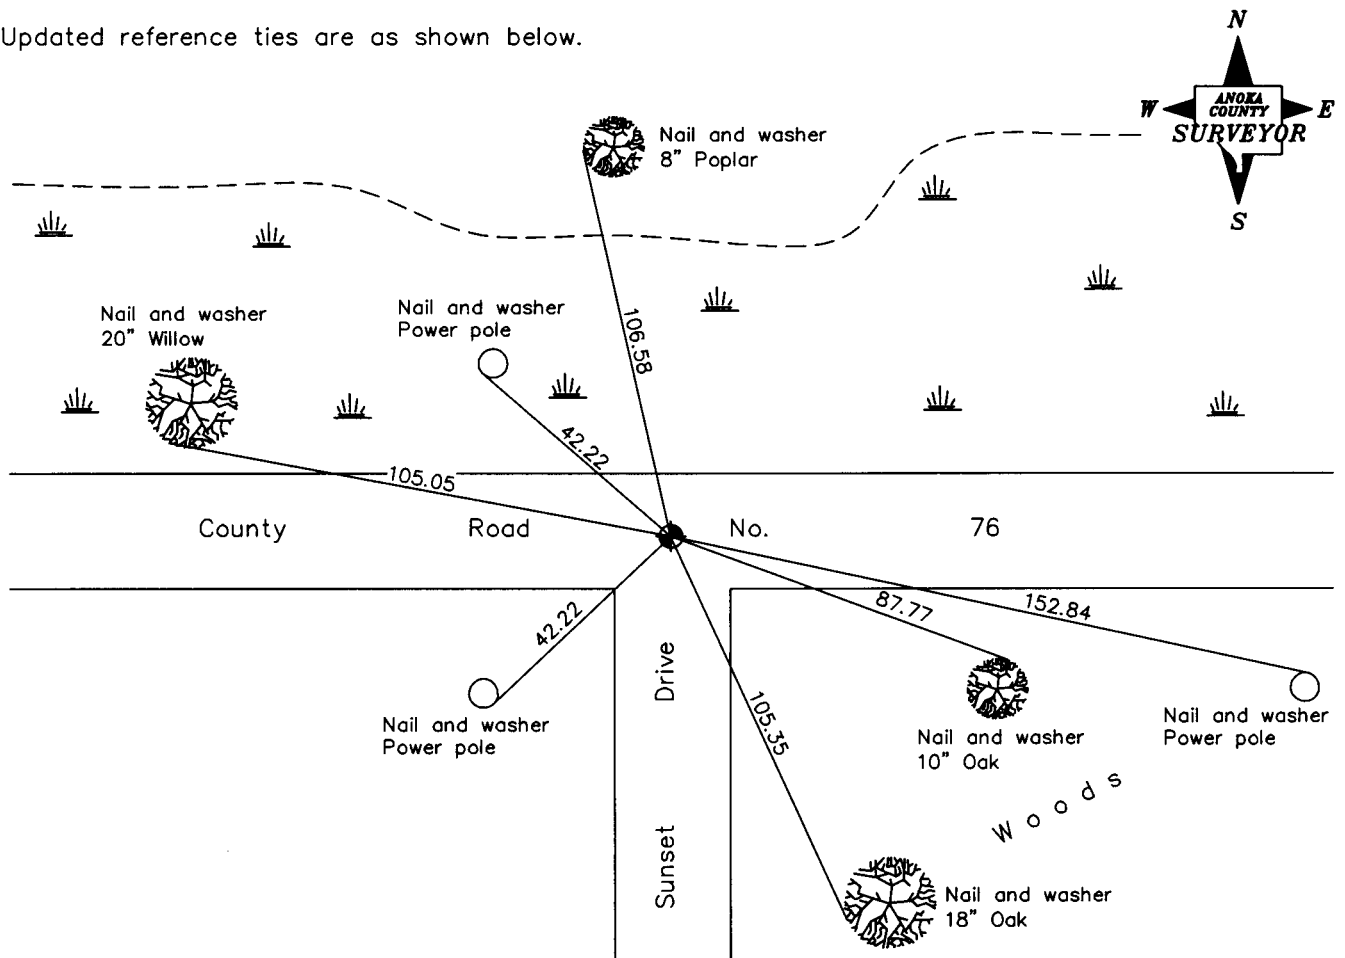 Updated reference ties are as shown below.
N
W
ANOKA
COUNTY
E
SURVEYOR
S
Nail and washer
8" Poplar
Nail and washer
20" Willow
Nail and washer
Power pole
106.58
42.22
105.05
County Road No. 76
42.22
87.77
152.84
Nail and washer
Power pole
Sunset Drive
105.35
Nail and washer
10" Oak
Nail and washer
Power pole
Woods
Nail and washer
18" Oak